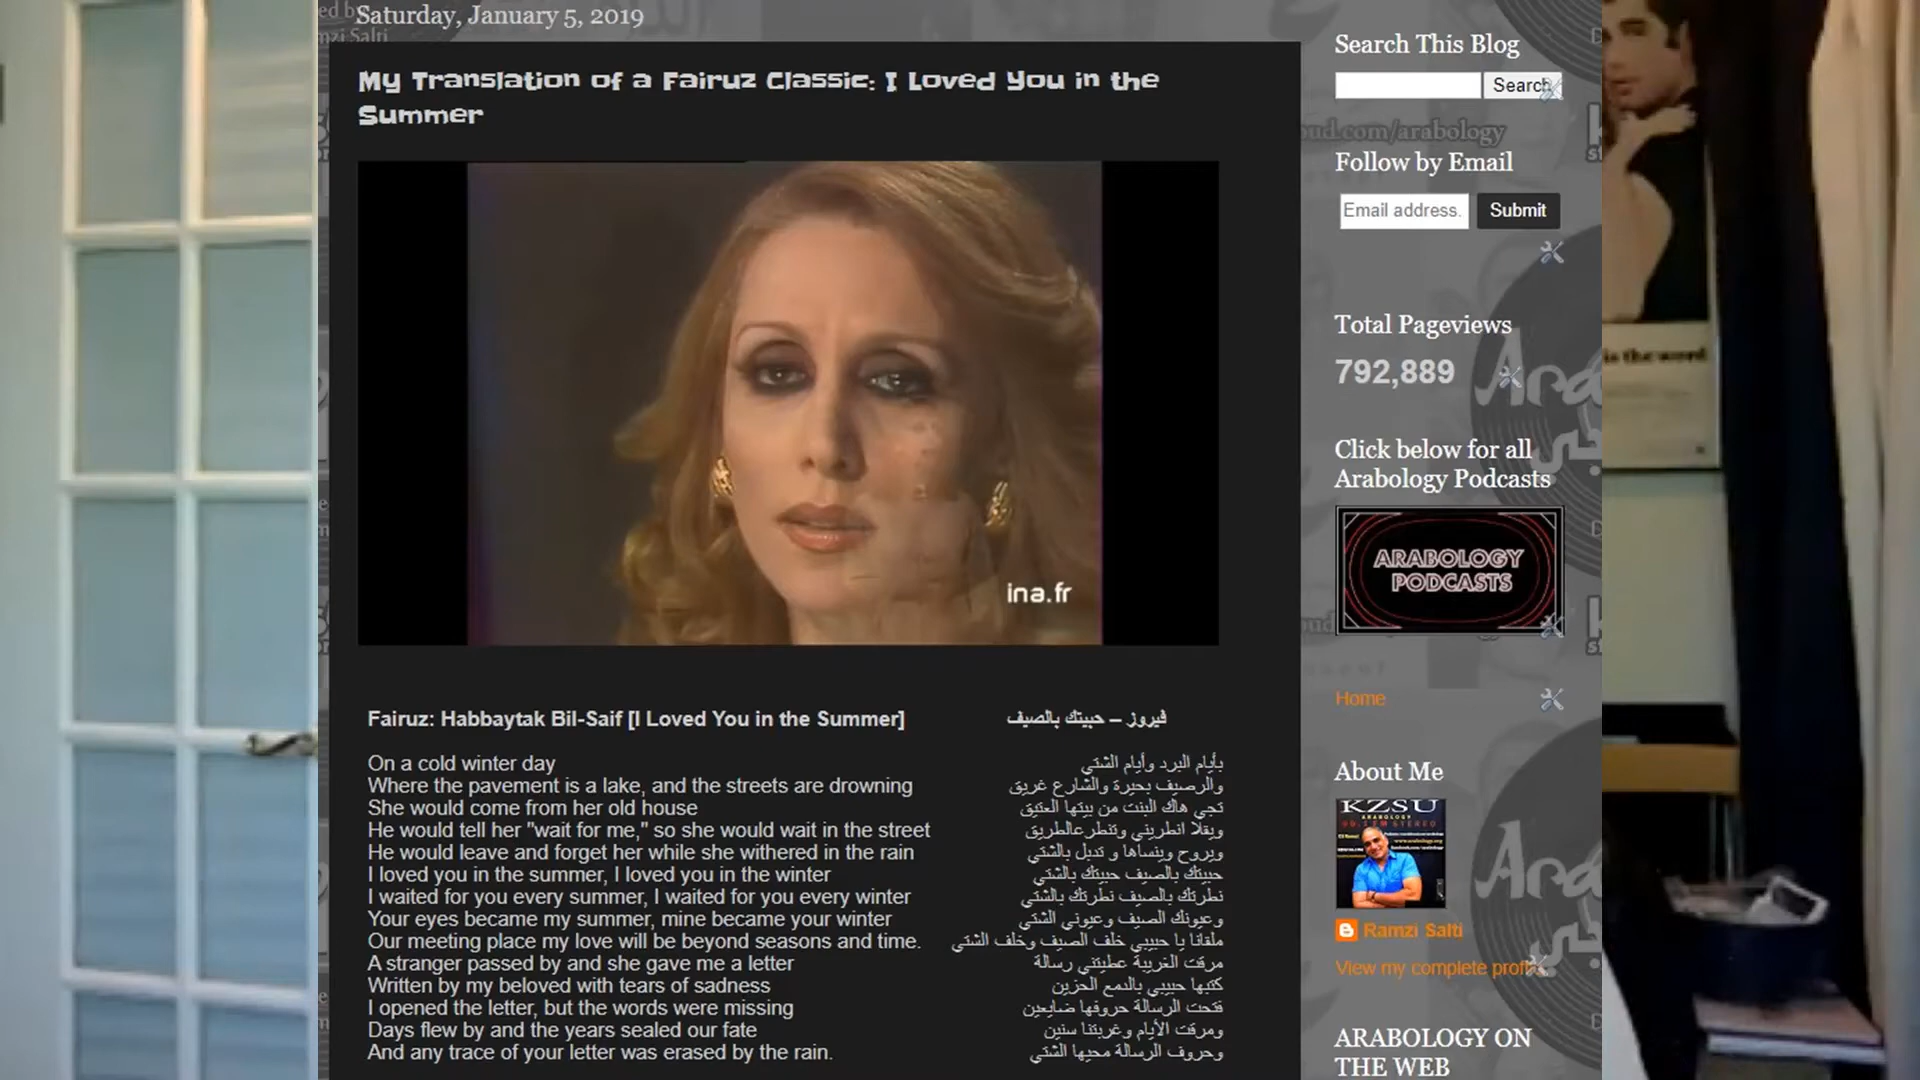 Saturday, January 5, 2019
My Translation of a Fairuz Classic: I Loved You in the
Summer
ina.fr
Fairuz: Habbaytak Bil-Saif [I Loved You in the Summer]
On a cold winter day
Where the pavement is a lake, and the streets are drowning
She would come from her old house
He would tell her "wait for me," so she would wait in the street
He would leave and forget her while she withered in the rain
I loved you in the summer, I loved you in the winter
I waited for you every summer, I waited for you every winter
Your eyes became my summer, mine became your winter
Our meeting place my love will be beyond seasons and time.
A stranger passed by and she gave me a letter
Written by my beloved with tears of sadness
I opened the letter, but the words were missing
Days flew by and the years sealed our fate
And any trace of your letter was erased by the rain.
فيروز – حبيتك بالصيف
بأيام البرد وأيام الشتي
والرصيف بحيرة والشارع غريق
تجي هاك البنت من بيتها العتيق
ويقلا انطريني وتنطر عالطريق
ويروح وينساها و تدبل بالشتي
حبيتك بالصيف حبيتك بالشتي
نطرتك بالصيف نطرتك بالشتي
وعيونك الصيف وعيوني الشتي
ملقانا يا حبيبي خلف الصيف وخلف الشتي
مرقت الغريبة عطيتني رسالة
كتبها حبيبي بالدمع الحزين
فتحت الرسالة حروفها ضايعين
ومرقت الأيام وغربتنا سنين
وحروف الرسالة محيها الشتي
Search This Blog
Search
oud.com/arabology
Follow by Email
Email address.
Submit
Total Pageviews
792,889
Click below for all
Arabology Podcasts
ARABOLOGY
PODCASTS
Home
About Me
KZSU
ARABOLOGY
Ramzi Salti
View my complete profile
ARABOLOGY ON
THE WEB
is the word